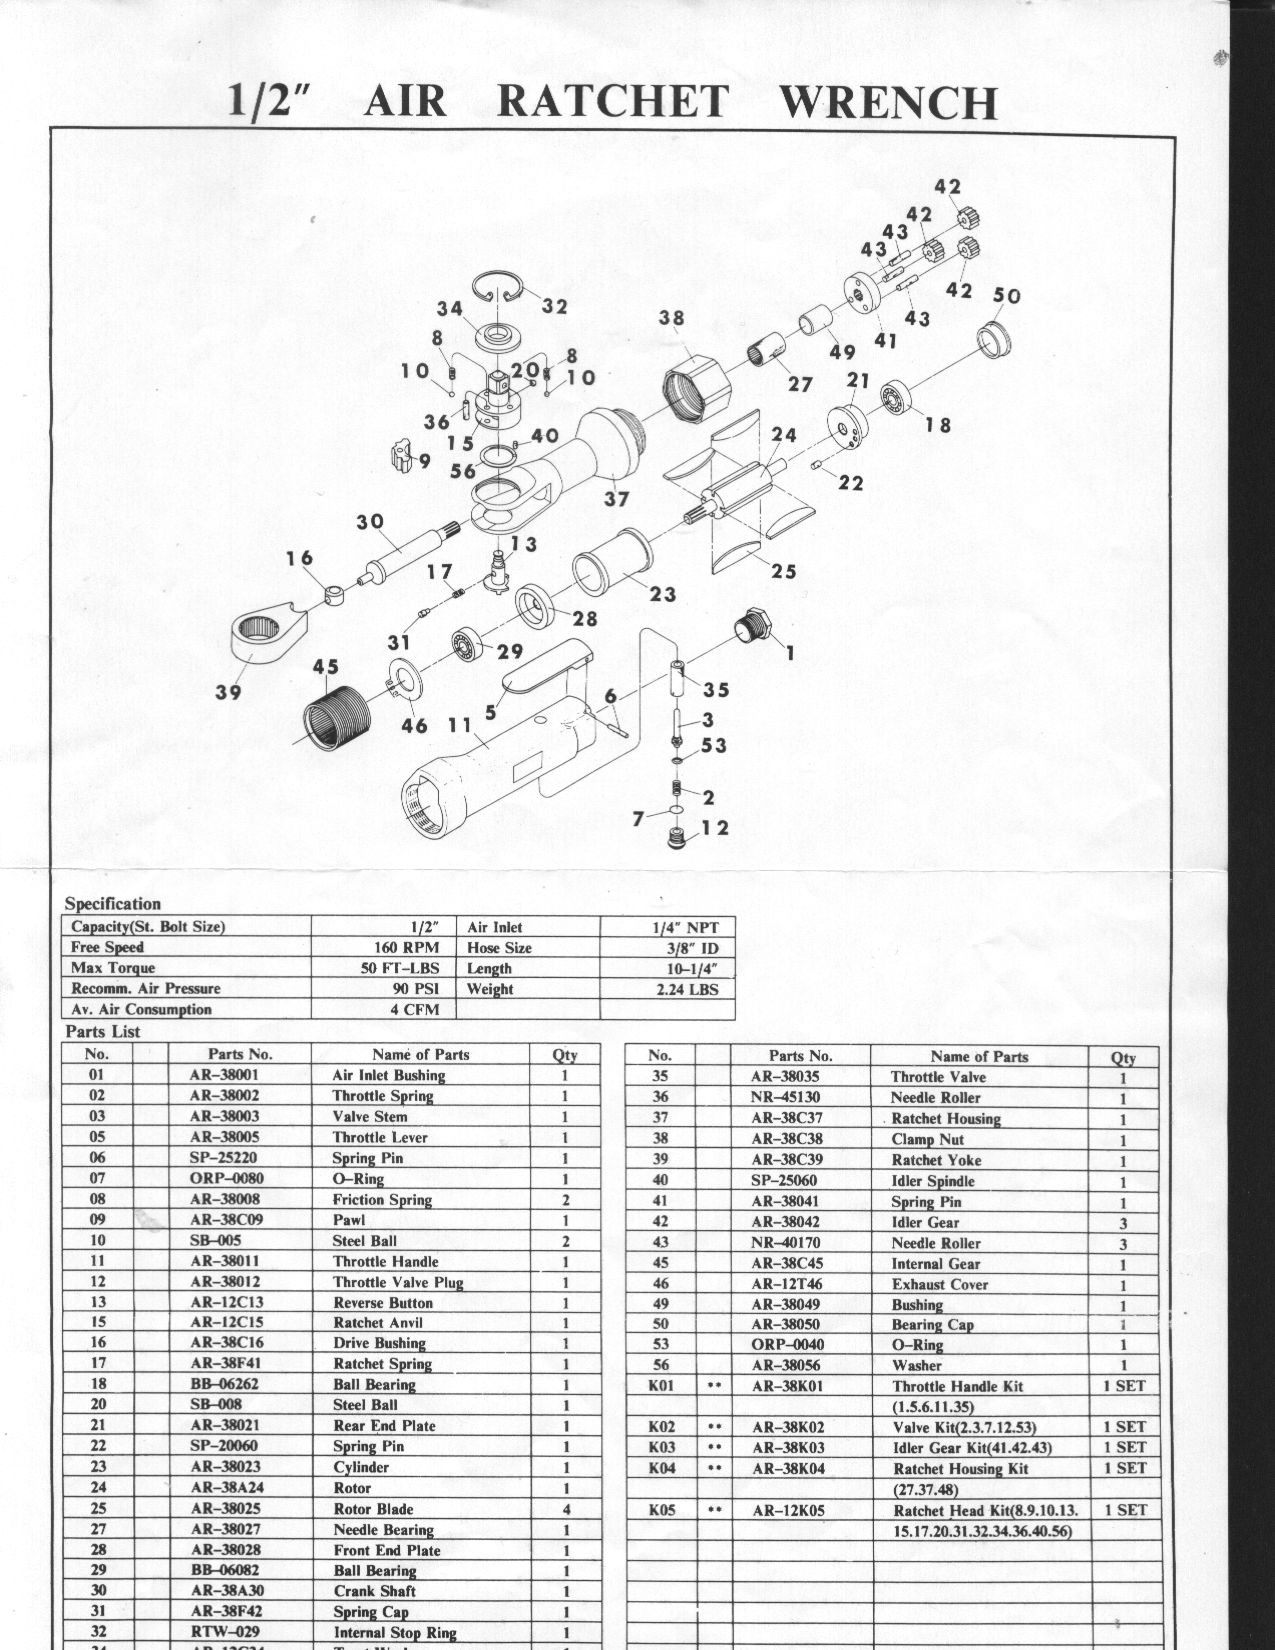 1/2" AIR RATCHET WRENCH
42
42
43
43
42
50
43
32
34
38
41
49
8
8
20
10
10
27
21
18
36
15
40
24
9
56
22
37
30
13
16
17
25
23
28
31
29
1
45
39
5
6
35
46
11
3
53
2
7
12
Specification
Capacity(St. Bolt Size) 1/2" Air Inlet 1/4" NPT
Free Speed 160 RPM Hose Size 3/8" ID
Max Torque 50 FT-LBS Length 10-1/4"
Recomm. Air Pressure 90 PSI Weight 2.24 LBS
Av. Air Consumption 4 CFM
Parts List
No. Parts No. Name of Parts Qty
01 AR-38001 Air Inlet Bushing 1
02 AR-38002 Throttle Spring 1
03 AR-38003 Valve Stem 1
05 AR-38005 Throttle Lever 1
06 SP-25220 Spring Pin 1
07 ORP-0080 O-Ring 1
08 AR-38008 Friction Spring 2
09 AR-38C09 Pawl 1
10 SB-005 Steel Ball 2
11 AR-38011 Throttle Handle 1
12 AR-38012 Throttle Valve Plug 1
13 AR-12C13 Reverse Button 1
15 AR-12C15 Ratchet Anvil 1
16 AR-38C16 Drive Bushing 1
17 AR-38F41 Ratchet Spring 1
18 BB-06262 Ball Bearing 1
20 SB-008 Steel Ball 1
21 AR-38021 Rear End Plate 1
22 SP-20060 Spring Pin 1
23 AR-38023 Cylinder 1
24 AR-38A24 Rotor 1
25 AR-38025 Rotor Blade 4
27 AR-38027 Needle Bearing 1
28 AR-38028 Front End Plate 1
29 BB-06082 Ball Bearing 1
30 AR-38A30 Crank Shaft 1
31 AR-38F42 Spring Cap 1
32 RTW-029 Internal Stop Ring 1
No. Parts No. Name of Parts Qty
35 AR-38035 Throttle Valve 1
36 NR-45130 Needle Roller 1
37 AR-38C37 Ratchet Housing 1
38 AR-38C38 Clamp Nut 1
39 AR-38C39 Ratchet Yoke 1
40 SP-25060 Idler Spindle 1
41 AR-38041 Spring Pin 1
42 AR-38042 Idler Gear 3
43 NR-40170 Needle Roller 3
45 AR-38C45 Internal Gear 1
46 AR-12T46 Exhaust Cover 1
49 AR-38049 Bushing 1
50 AR-38050 Bearing Cap 1
53 ORP-0040 O-Ring 1
56 AR-38056 Washer 1
K01 ** AR-38K01 Throttle Handle Kit 1 SET
(1.5.6.11.35)
K02 ** AR-38K02 Valve Kit(2.3.7.12.53) 1 SET
K03 ** AR-38K03 Idler Gear Kit(41.42.43) 1 SET
K04 ** AR-38K04 Ratchet Housing Kit 1 SET
(27.37.48)
K05 ** AR-12K05 Ratchet Head Kit(8.9.10.13. 1 SET
15.17.20.31.32.34.36.40.56)